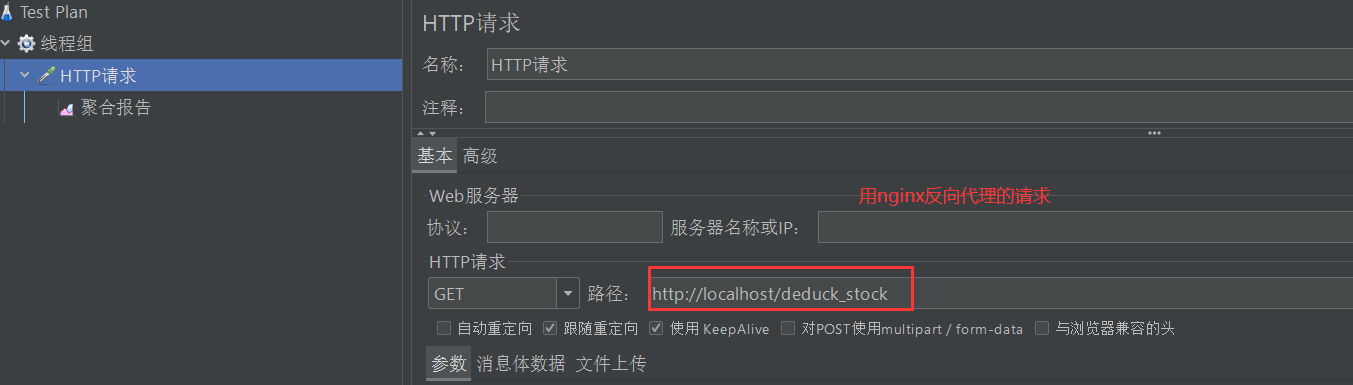 Test Plan
线程组
HTTP请求
聚合报告
HTTP请求
名称： HTTP请求
注释：
基本 高级
Web服务器
用nginx反向代理的请求
协议： 服务器名称或IP：
HTTP请求
GET 路径： http://localhost/deduck_stock
自动重定向 跟随重定向 使用 KeepAlive 对POST使用multipart / form-data 与浏览器兼容的头
参数 消息体数据 文件上传